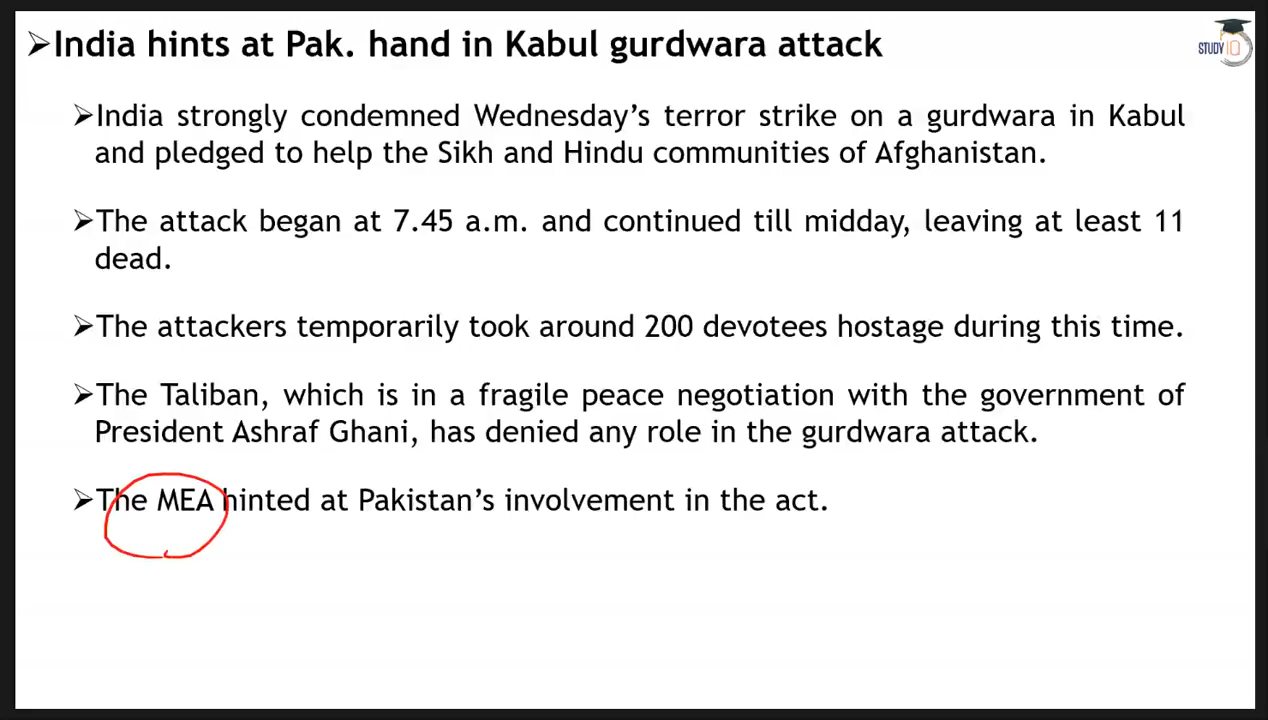 ➢India hints at Pak. hand in Kabul gurdwara attack
STUDY IQ
➢India strongly condemned Wednesday’s terror strike on a gurdwara in Kabul
and pledged to help the Sikh and Hindu communities of Afghanistan.
➢The attack began at 7.45 a.m. and continued till midday, leaving at least 11
dead.
➢The attackers temporarily took around 200 devotees hostage during this time.
➢The Taliban, which is in a fragile peace negotiation with the government of
President Ashraf Ghani, has denied any role in the gurdwara attack.
➢The MEA hinted at Pakistan’s involvement in the act.